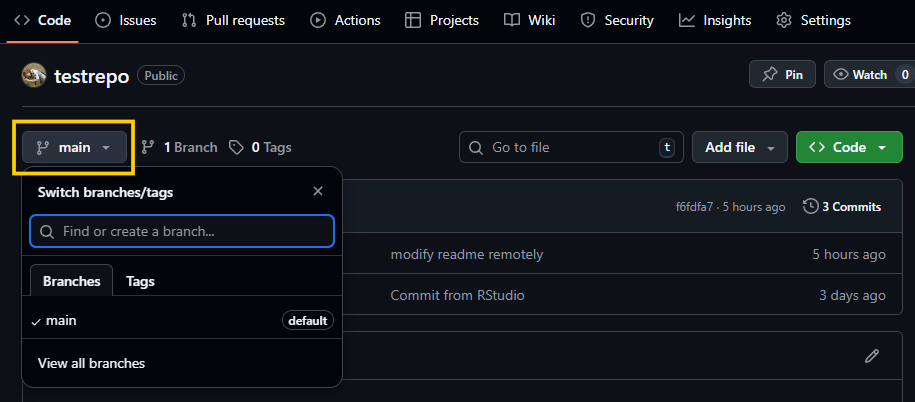 Code Issues Pull requests Actions Projects Wiki Security Insights Settings
testrepo Public Pin Watch 0
main 1 Branch 0 Tags Go to file t Add file Code
Switch branches/tags
f6fdfa7 · 5 hours ago 3 Commits
Find or create a branch...
modify readme remotely 5 hours ago
Branches Tags
Commit from RStudio 3 days ago
main default
View all branches